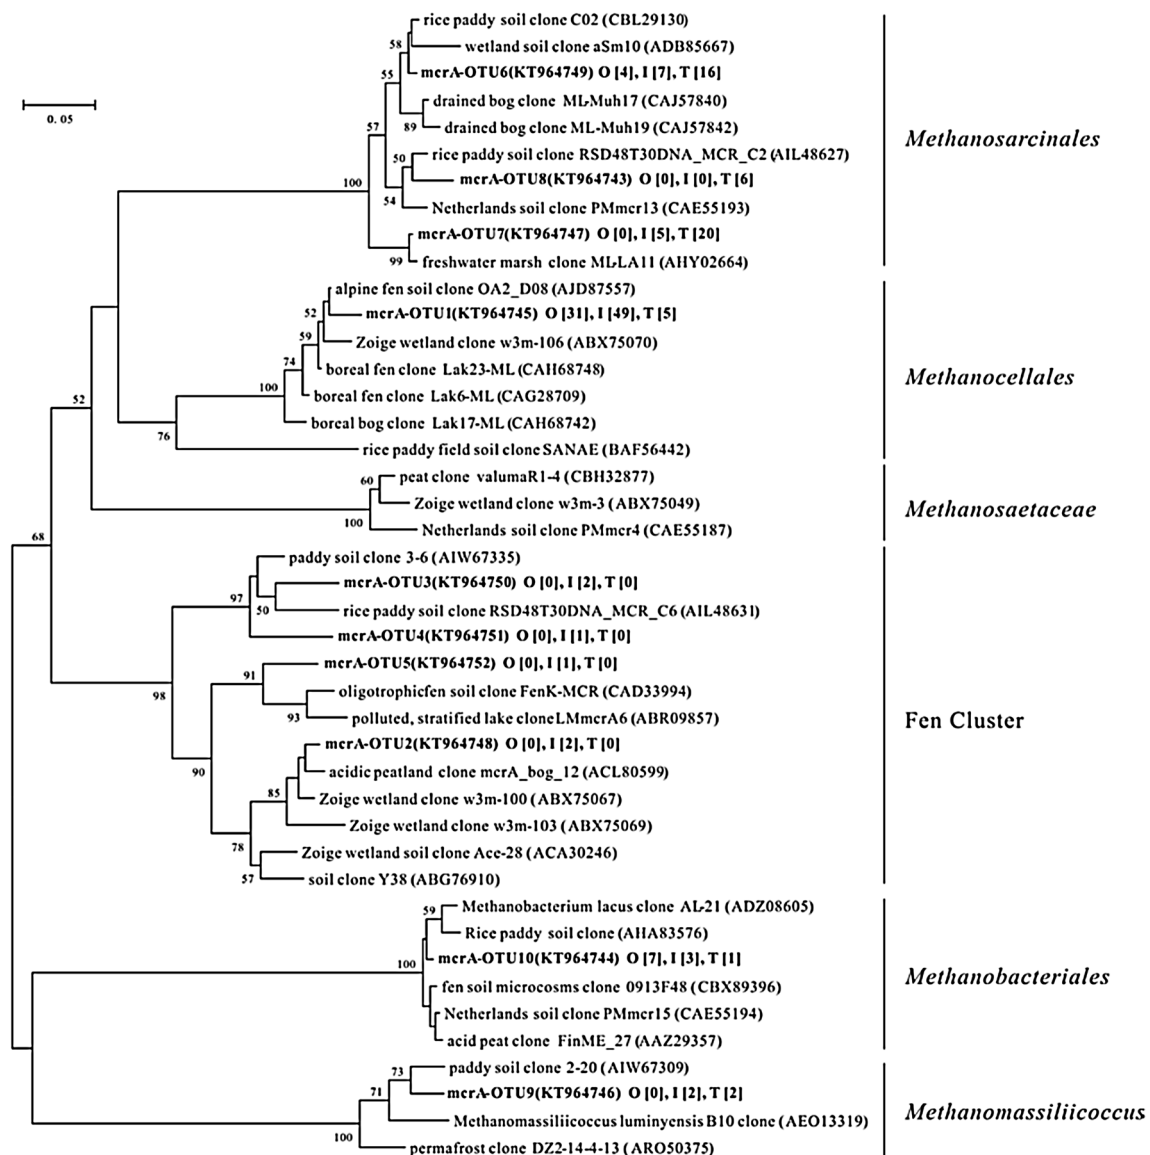 rice paddy soil clone C02 (CBL29130)
58
wetland soil clone aSm10 (ADB85667)
mcrA-OTU6(KT964749) O [4], I [7], T [16]
55
drained bog clone ML-Muh17 (CAJ57840)
0.05
57
89
drained bog clone ML-Muh19 (CAJ57842)
Methanosarcinales
50
rice paddy soil clone RSD48T30DNA_MCR_C2 (AIL48627)
100
mcrA-OTU8(KT964743) O [0], I [0], T [6]
54
Netherlands soil clone PMmcr13 (CAE55193)
mcrA-OTU7(KT964747) O [0], I [5], T [20]
99
freshwater marsh clone ML-LA11 (AHY02664)
alpine fen soil clone OA2_D08 (AJD87557)
52
mcrA-OTU1(KT964745) O [31], I [49], T [5]
59
Zoige wetland clone w3m-106 (ABX75070)
74
boreal fen clone Lak23-ML (CAH68748)
Methanocellales
100
boreal fen clone Lak6-ML (CAG28709)
52
boreal bog clone Lak17-ML (CAH68742)
76
rice paddy field soil clone SANAE (BAF56442)
60
peat clone valumaR1-4 (CBH32877)
Zoige wetland clone w3m-3 (ABX75049)
Methanosaetaceae
100
Netherlands soil clone PMmcr4 (CAE55187)
68
paddy soil clone 3-6 (AIW67335)
mcrA-OTU3(KT964750) O [0], I [2], T [0]
97
50
rice paddy soil clone RSD48T30DNA_MCR_C6 (AIL48631)
mcrA-OTU4(KT964751) O [0], I [1], T [0]
mcrA-OTU5(KT964752) O [0], I [1], T [0]
91
98
oligotrophicfen soil clone FenK-MCR (CAD33994)
93
polluted, stratified lake cloneLMmcrA6 (ABR09857)
Fen Cluster
mcrA-OTU2(KT964748) O [0], I [2], T [0]
90
acidic peatland clone mcrA_bog_12 (ACL80599)
85
Zoige wetland clone w3m-100 (ABX75067)
Zoige wetland clone w3m-103 (ABX75069)
78
Zoige wetland soil clone Ace-28 (ACA30246)
57
soil clone Y38 (ABG76910)
59
Methanobacterium lacus clone AL-21 (ADZ08605)
Rice paddy soil clone (AHA83576)
mcrA-OTU10(KT964744) O [7], I [3], T [1]
100
Methanobacteriales
fen soil microcosms clone 0913F48 (CBX89396)
Netherlands soil clone PMmcr15 (CAE55194)
acid peat clone FinME_27 (AAZ29357)
73
paddy soil clone 2-20 (AIW67309)
71
mcrA-OTU9(KT964746) O [0], I [2], T [2]
Methanomassiliicoccus
Methanomassiliicoccus luminyensis B10 clone (AEO13319)
100
permafrost clone DZ2-14-4-13 (ARO50375)